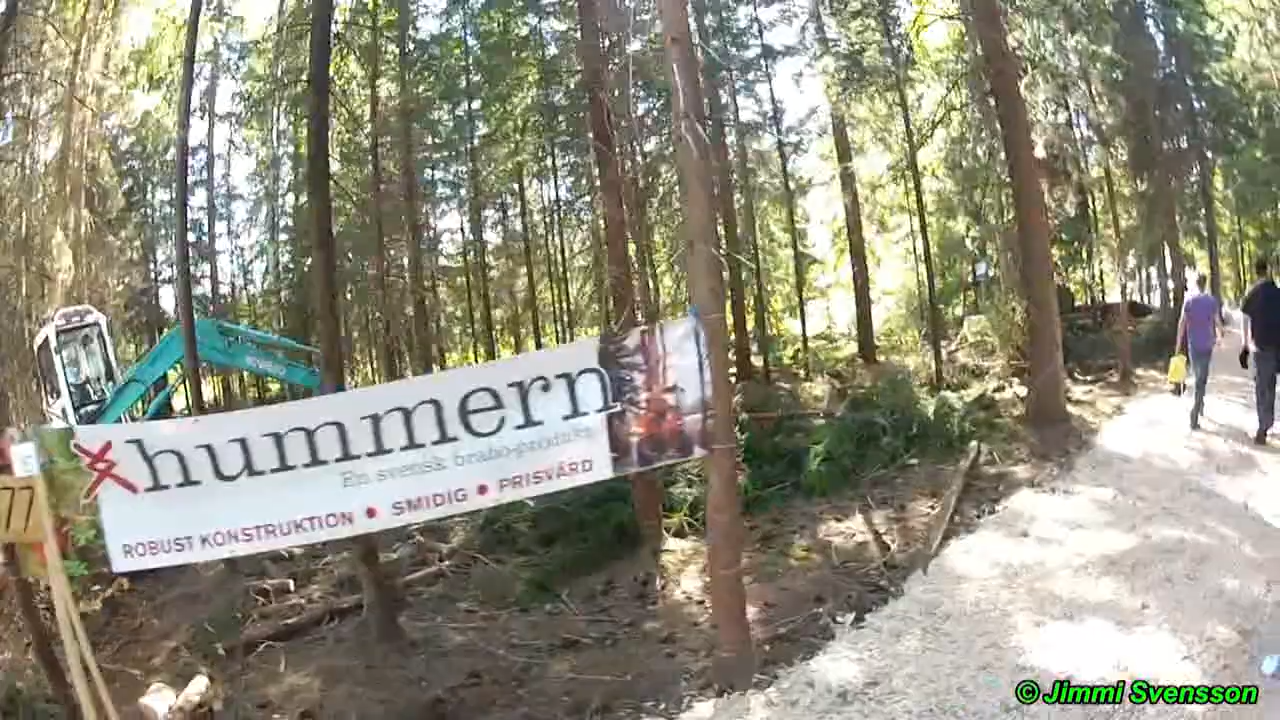 hummern
En svensk brabo-produkt
ROBUST KONSTRUKTION • SMIDIG • PRISVÄRD
77
© Jimmi Svensson